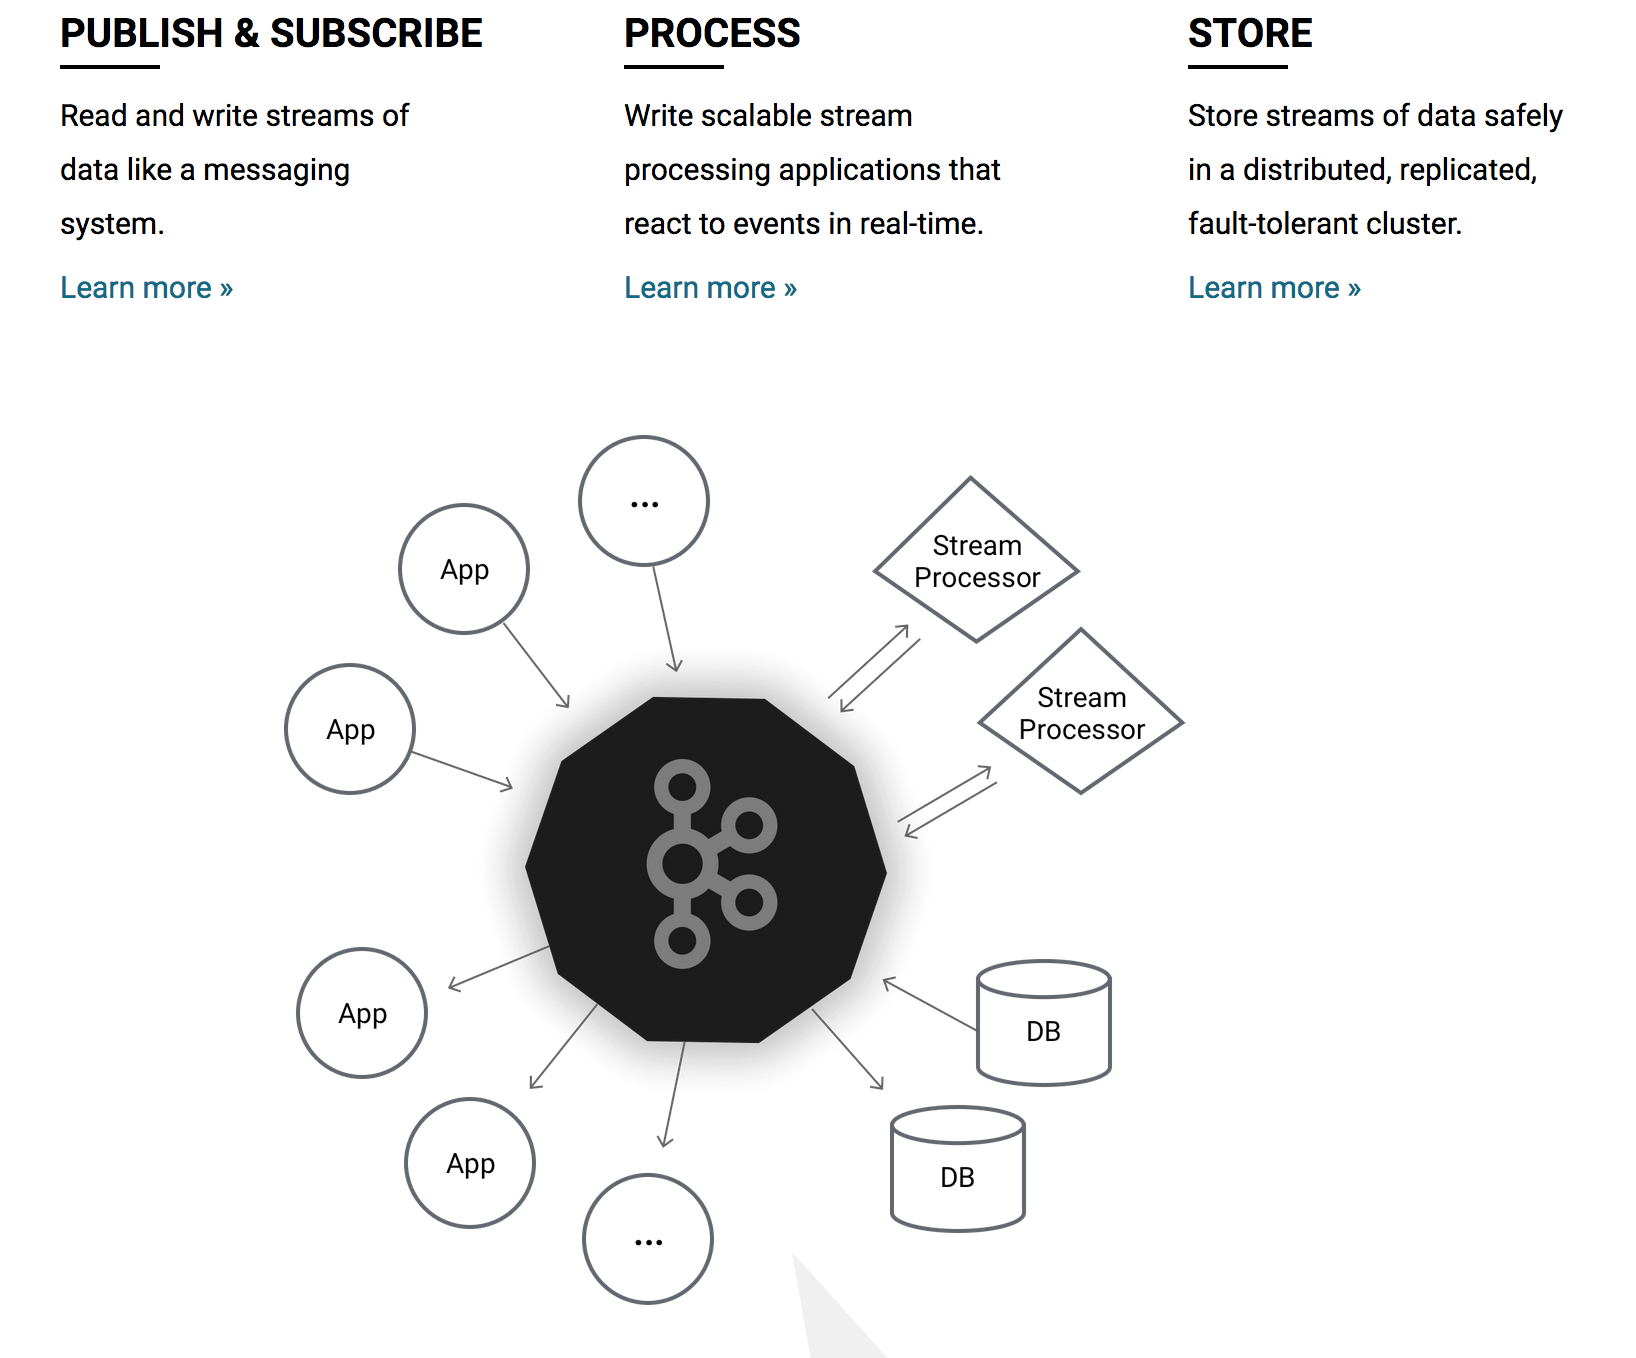 PUBLISH & SUBSCRIBE
Read and write streams of
data like a messaging
system.
Learn more »
PROCESS
Write scalable stream
processing applications that
react to events in real-time.
Learn more »
STORE
Store streams of data safely
in a distributed, replicated,
fault-tolerant cluster.
Learn more »
...
App
App
Stream
Processor
Stream
Processor
App
App
...
DB
DB